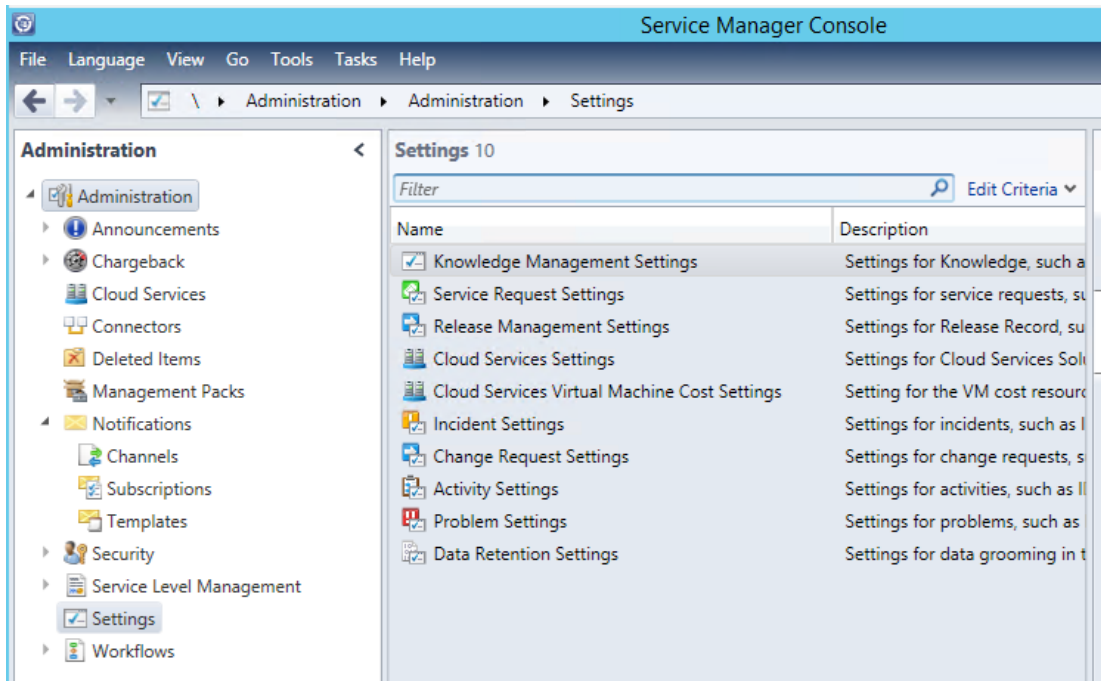 Service Manager Console
File Language View Go Tools Tasks Help
\ Administration Administration Settings
Administration
Administration
Announcements
Chargeback
Cloud Services
Connectors
Deleted Items
Management Packs
Notifications
Channels
Subscriptions
Templates
Security
Service Level Management
Settings
Workflows
Settings 10
Filter Edit Criteria
Name Description
Knowledge Management Settings Settings for Knowledge, such a
Service Request Settings Settings for service requests, su
Release Management Settings Settings for Release Record, su
Cloud Services Settings Settings for Cloud Services Solu
Cloud Services Virtual Machine Cost Settings Setting for the VM cost resourc
Incident Settings Settings for incidents, such as I
Change Request Settings Settings for change requests, s
Activity Settings Settings for activities, such as II
Problem Settings Settings for problems, such as
Data Retention Settings Settings for data grooming in t